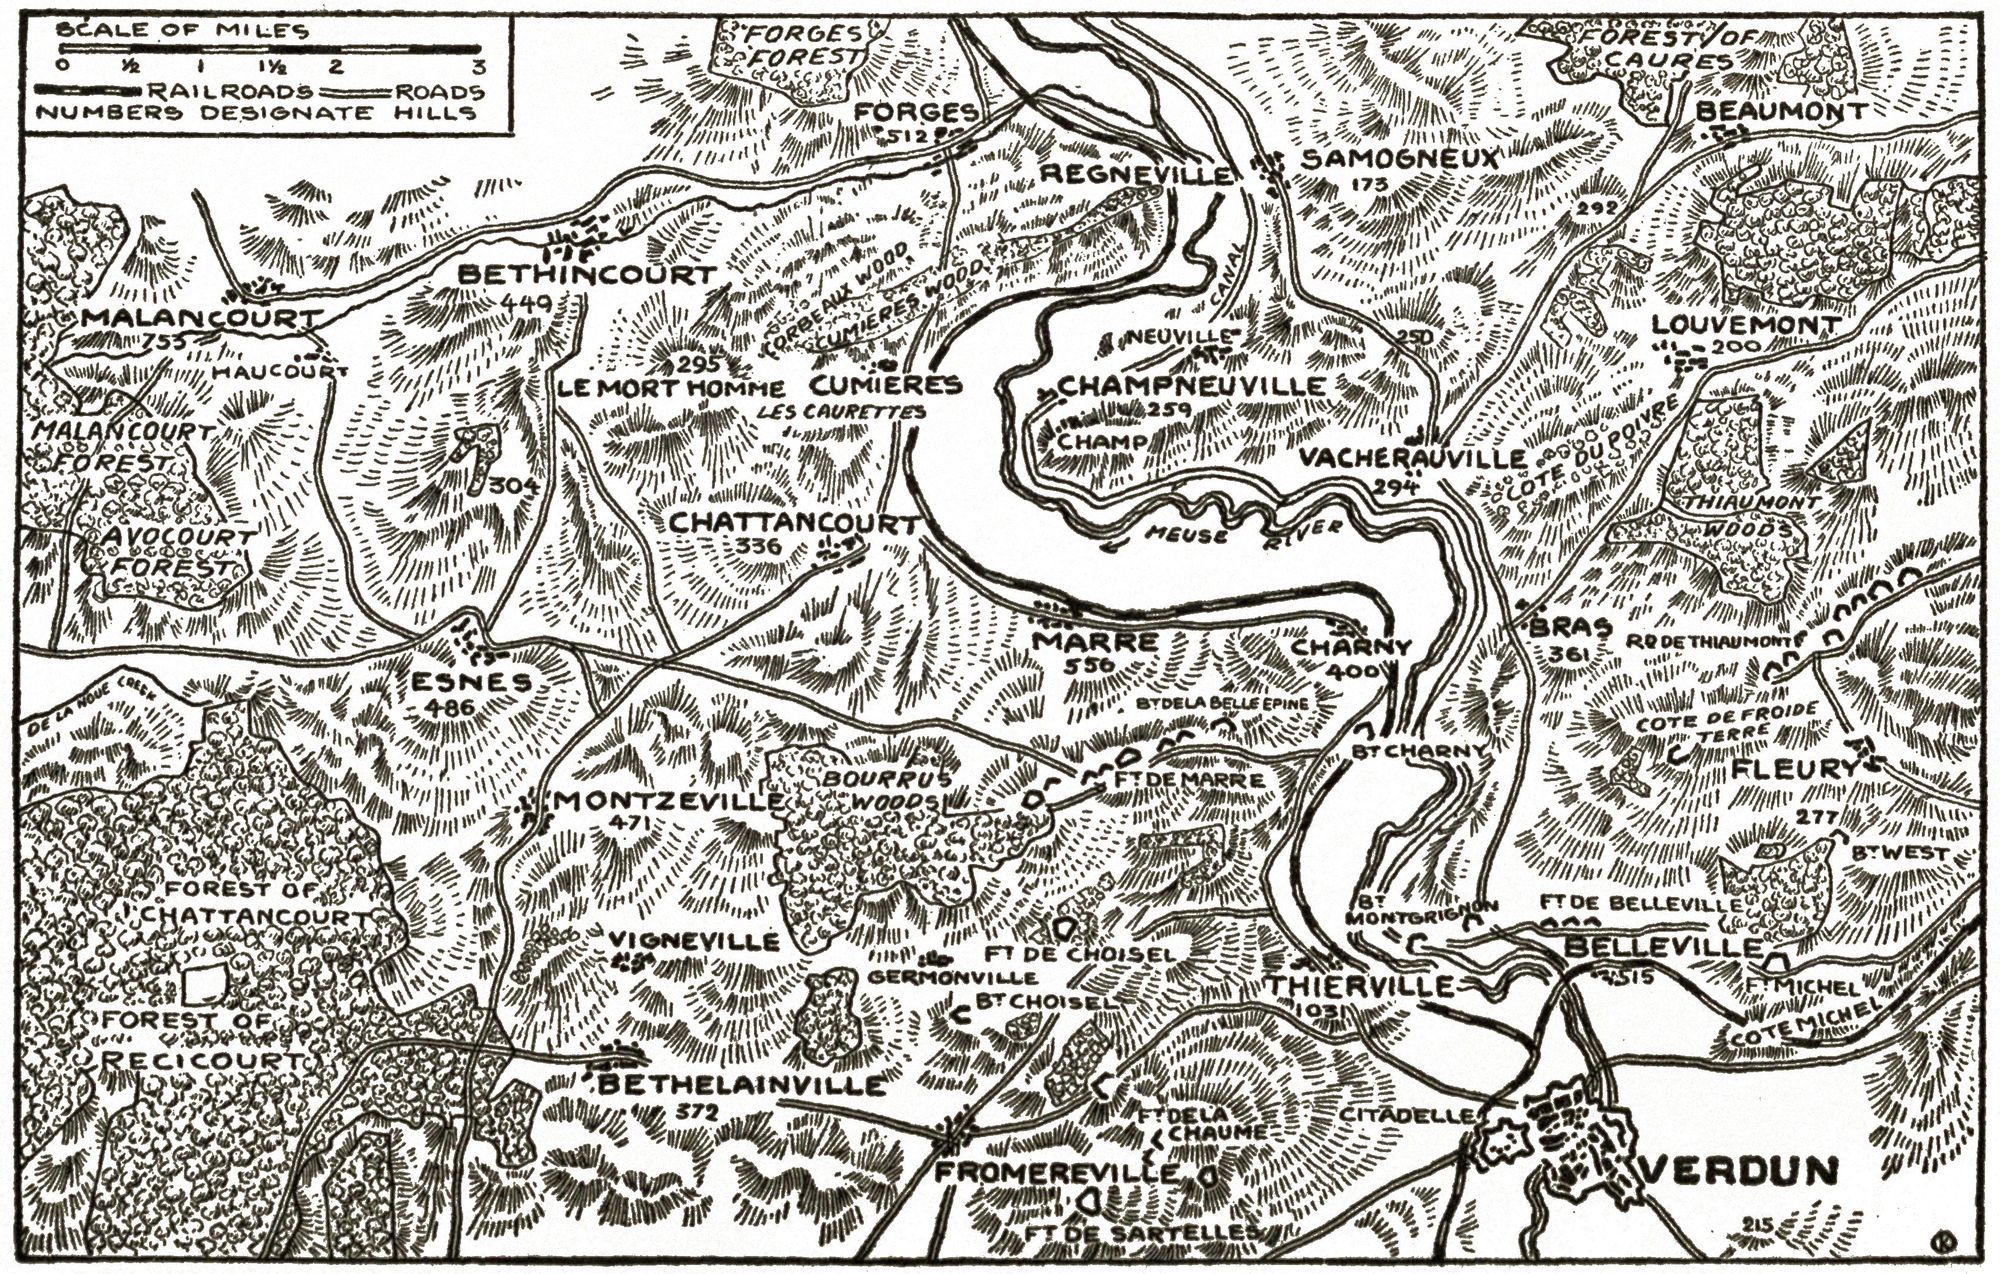 SCALE OF MILES
0 ½ 1 1½ 2 3
RAILROADS ROADS
NUMBERS DESIGNATE HILLS
FORGES
FOREST
FOREST OF
CAURES
FORGES
512
BEAUMONT
REGNEVILLE
SAMOGNEUX
173
292
BETHINCOURT
449
CORBEAUX WOOD
CUMIERES WOOD
CANAL
MALANCOURT
753
HAUCOURT
NEUVILLE
250
LOUVEMONT
200
295
LE MORT HOMME
CUMIERES
LES CAURETTES
CHAMPNEUVILLE
259
CHAMP
MALANCOURT
FOREST
304
VACHERAUVILLE
294
COTE DU POIVRE
THIAUMONT
WOODS
AVOCOURT
FOREST
CHATTANCOURT
336
MEUSE RIVER
MARRE
556
CHARNY
400
BRAS
361
RD DE THIAUMONT
ESNES
486
DE LA NOUE CREEK
BT DE LA BELLE EPINE
COTE DE FROIDE
TERRE
BT CHARNY
FLEURY
BOURRUS
WOODS
FT DE MARRE
MONTZEVILLE
471
277
BT WEST
FOREST OF
CHATTANCOURT
BT
MONTGRIGNON
FT DE BELLEVILLE
VIGNEVILLE
FT DE CHOISEL
BELLEVILLE
515
GERMONVILLE
THIERVILLE
1031
FT MICHEL
BT CHOISEL
COTE MICHEL
FOREST OF
RECICOURT
BETHELAINVILLE
372
FT DE LA
CHAUME
CITADELLE
FROMEREVILLE
VERDUN
FT DE SARTELLES
215
K